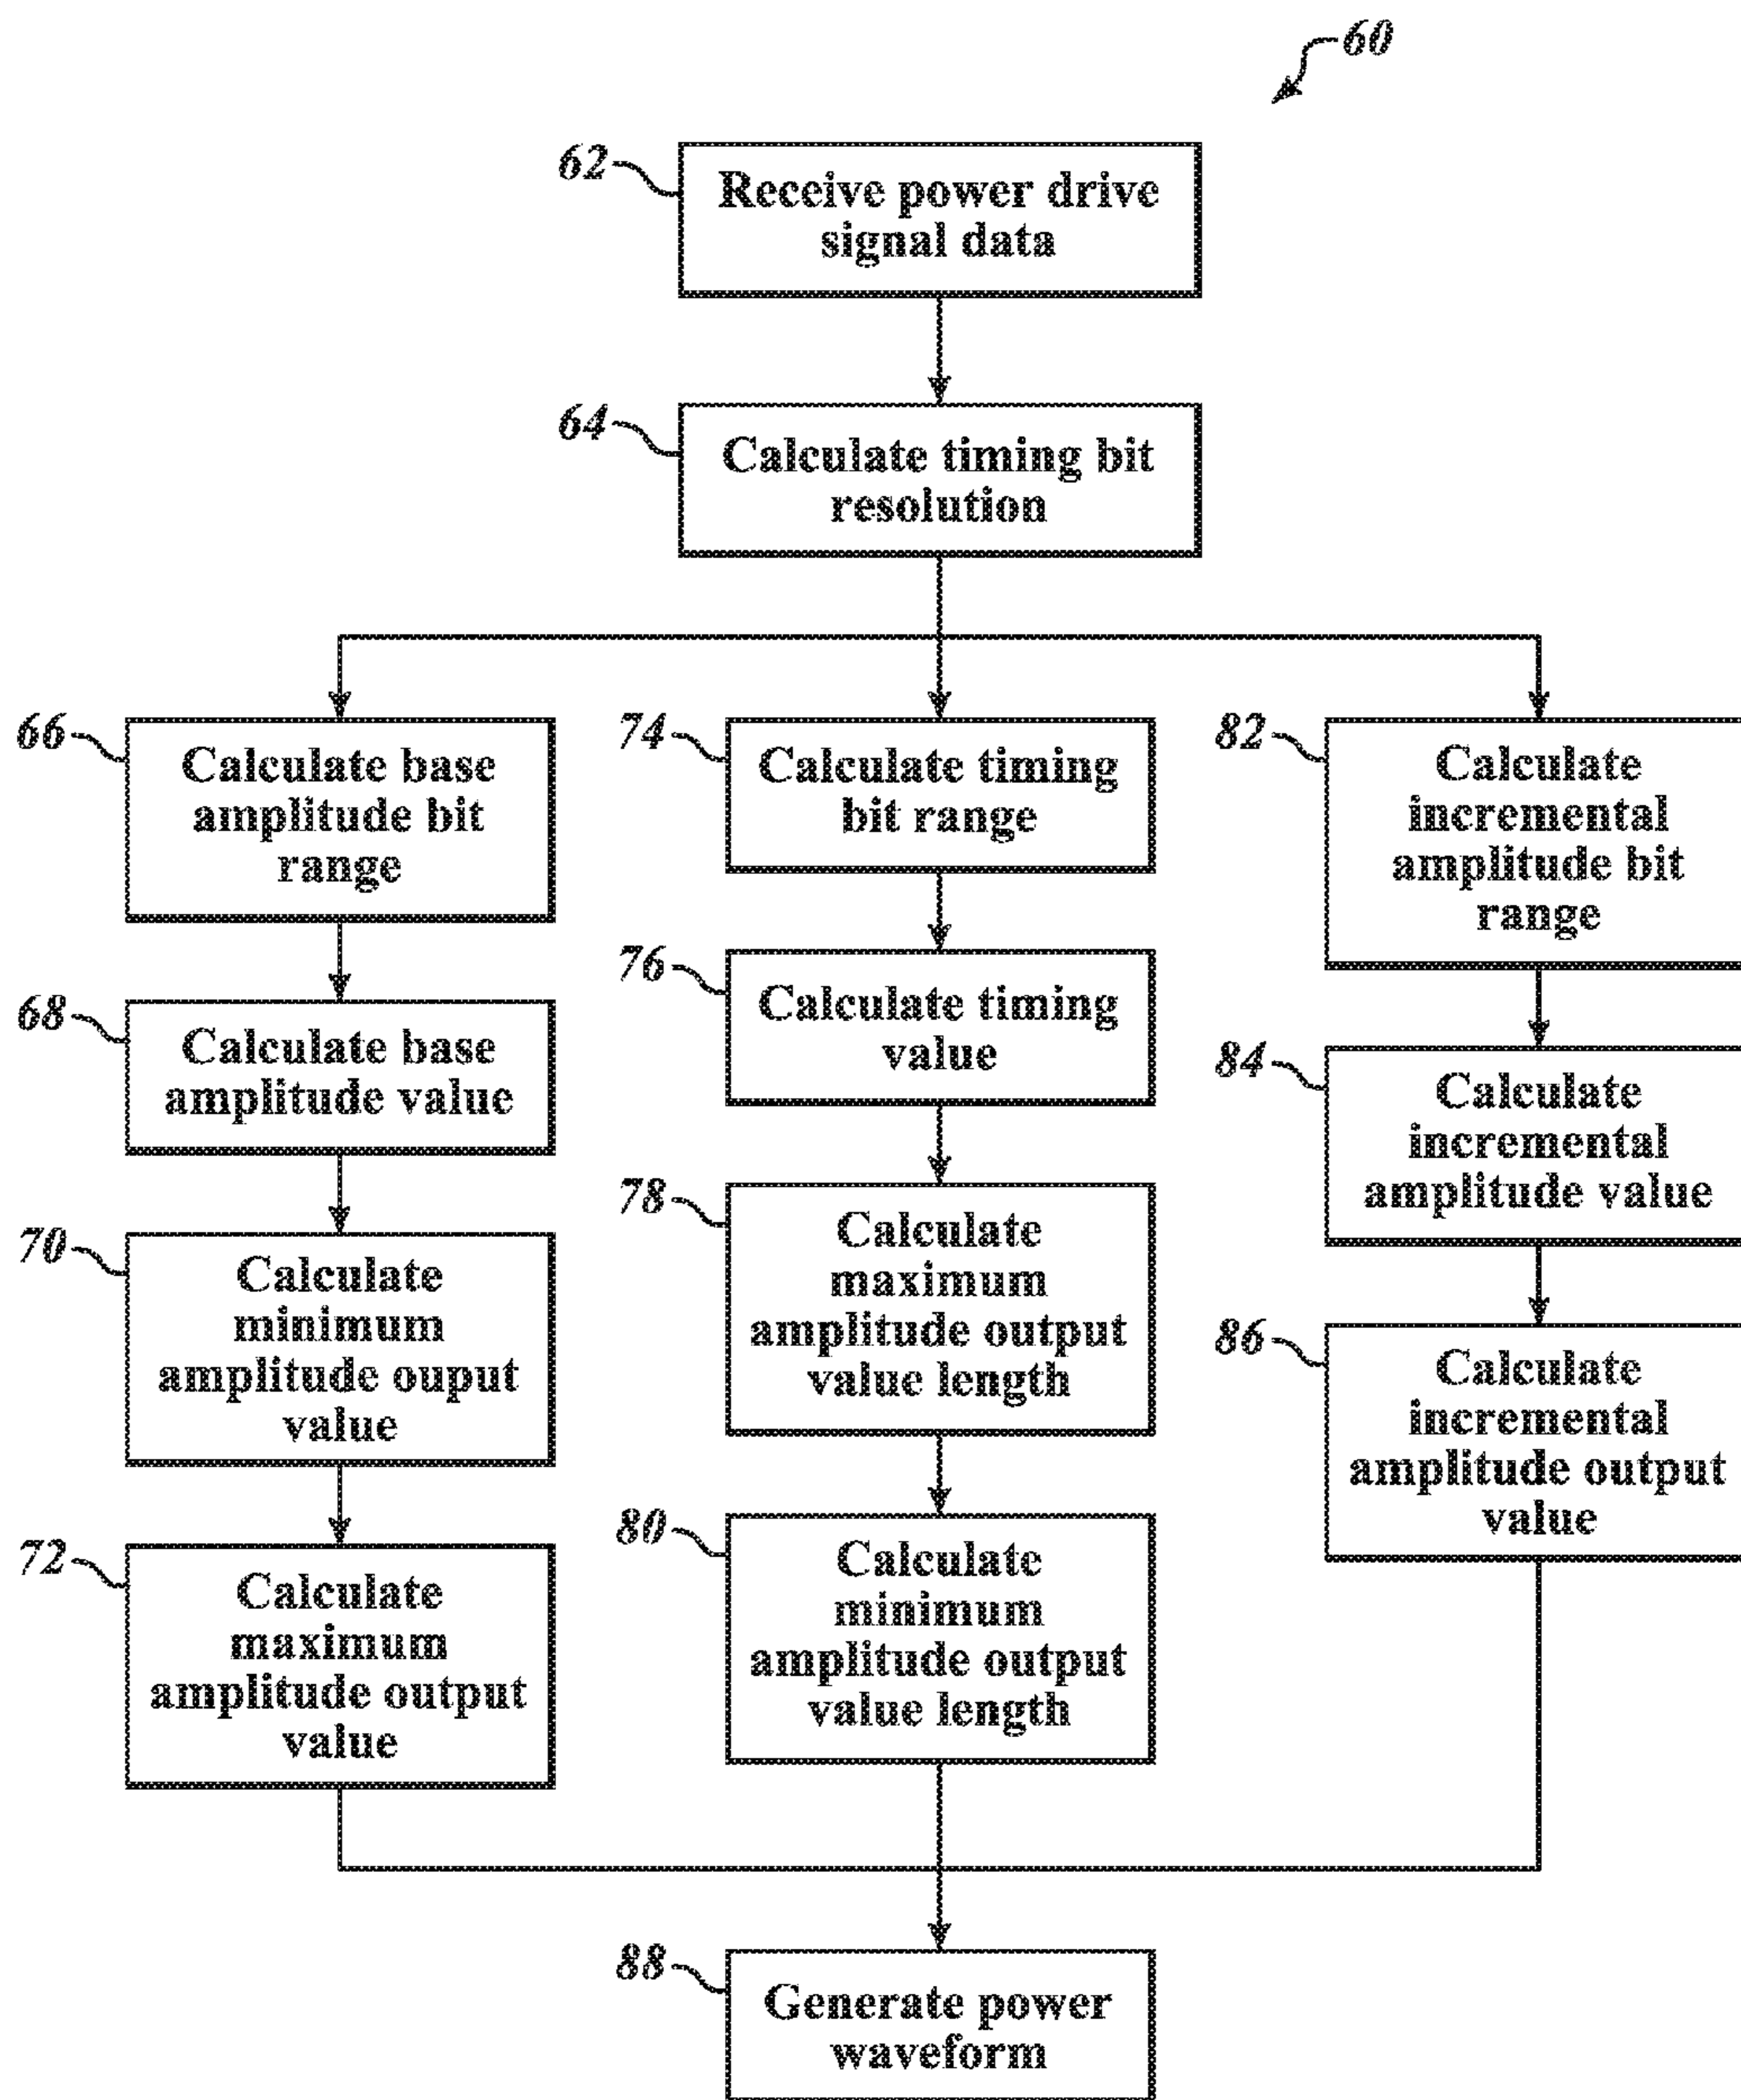 60
62
Receive power drive
signal data
64
Calculate timing bit
resolution
66
Calculate base
amplitude bit
range
68
Calculate base
amplitude value
70
Calculate
minimum
amplitude ouput
value
72
Calculate
maximum
amplitude output
value
74
Calculate timing
bit range
76
Calculate timing
value
78
Calculate
maximum
amplitude output
value length
80
Calculate
minimum
amplitude output
value length
82
Calculate
incremental
amplitude bit
range
84
Calculate
incremental
amplitude value
86
Calculate
incremental
amplitude output
value
88
Generate power
waveform